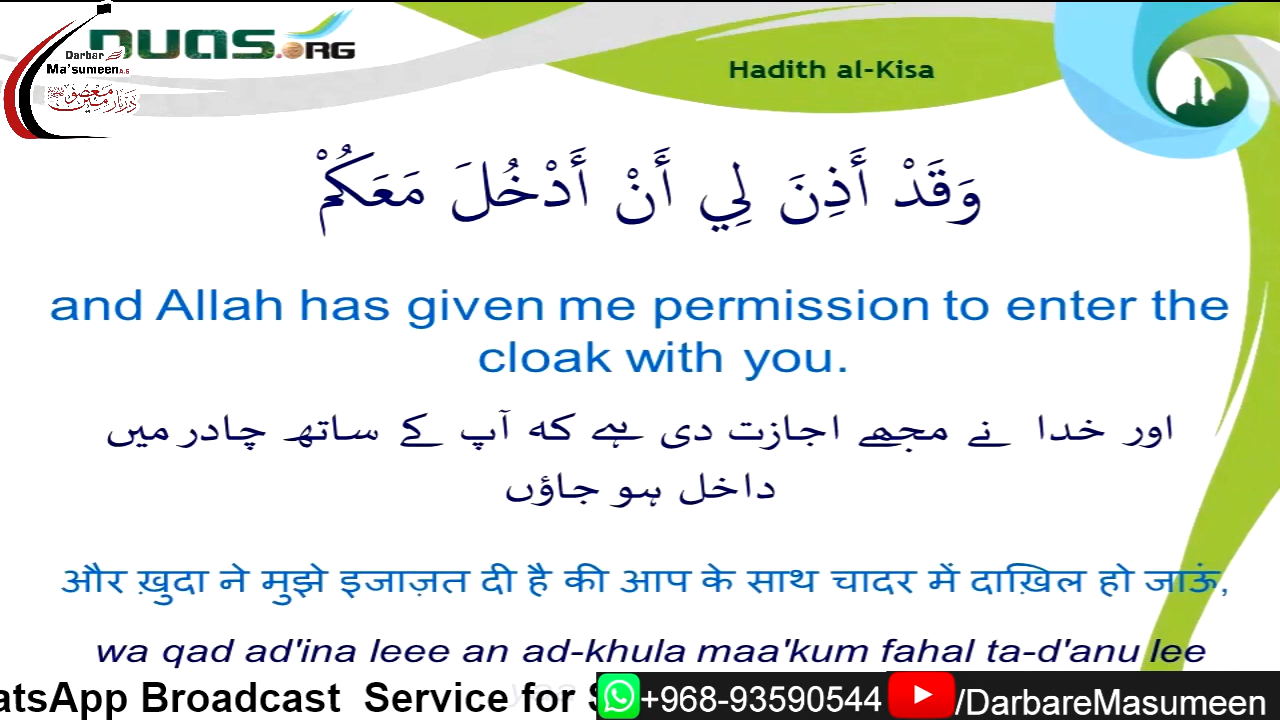 DUAS.ORG
Darbar
Ma'sumeen A.S
دربار معصومین
Hadith al-Kisa
وَقَدْ أَذِنَ لِي أَنْ أَدْخُلَ مَعَكُمْ
and Allah has given me permission to enter the
cloak with you.
اور خدا نے مجھے اجازت دی ہے کہ آپ کے ساتھ چادر میں
داخل ہو جاؤں
और ख़ुदा ने मुझे इजाज़त दी है की आप के साथ चादर में दाख़िल हो जाऊं,
wa qad ad'ina leee an ad-khula maa'kum fahal ta-d'anu lee
atsApp Broadcast Service for S
+968-93590544
/DarbareMasumeen